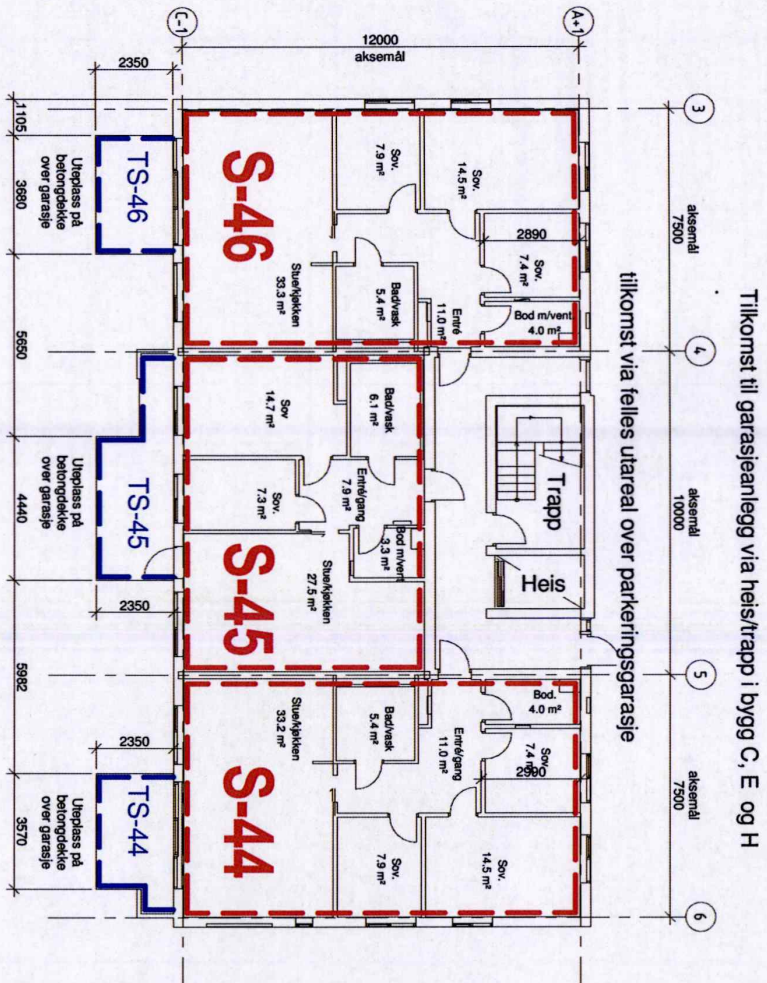 Tilkomst til garasjeanlegg via heis/trapp i bygg C, E og H
tilkomst via felles utareal over parkeringsgarasje
3
aksemål
7500
4
aksemål
10000
5
aksemål
7500
6
A+1
12000
aksemål
C-1
2350
Sov.
14.5 m²
2890
Sov.
7.4 m²
Bod m/vent
4.0 m²
Sov.
7.9 m²
Entré
11.0 m²
Bad/vask
5.4 m²
Stue/kjøkken
33.3 m²
S-46
Trapp
Heis
Bad/vask
6.1 m²
Entré/gang
7.9 m²
Bod m/vent
3.3 m²
Sov
14.7 m²
Sov.
7.3 m²
Stue/kjøkken
27.5 m²
S-45
Bod.
4.0 m²
Sov.
7.4 m²
2990
Sov.
14.5 m²
Entré/gang
11.0 m²
Bad/vask
5.4 m²
Sov.
7.9 m²
Stue/kjøkken
33.2 m²
S-44
TS-46
TS-45
2350
2350
TS-44
Uteplass på
betongdekke
over garasje
Uteplass på
betongdekke
over garasje
Uteplass på
betongdekke
over garasje
1105
3680
5650
4440
5982
3570